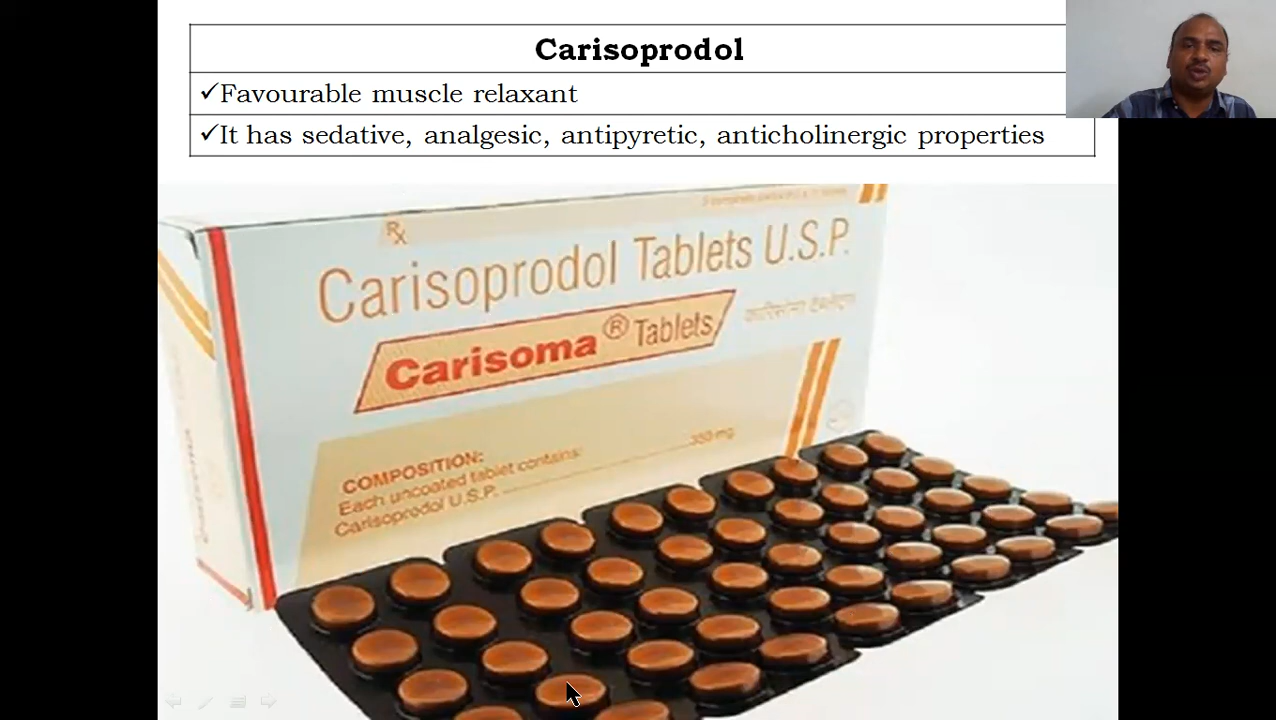 Carisoprodol
✓Favourable muscle relaxant
✓It has sedative, analgesic, antipyretic, anticholinergic properties
Rx
Carisoprodol Tablets U.S.P.
Carisoma® Tablets
COMPOSITION:
Each uncoated tablet contains:
Carisoprodol U.S.P. 350 mg